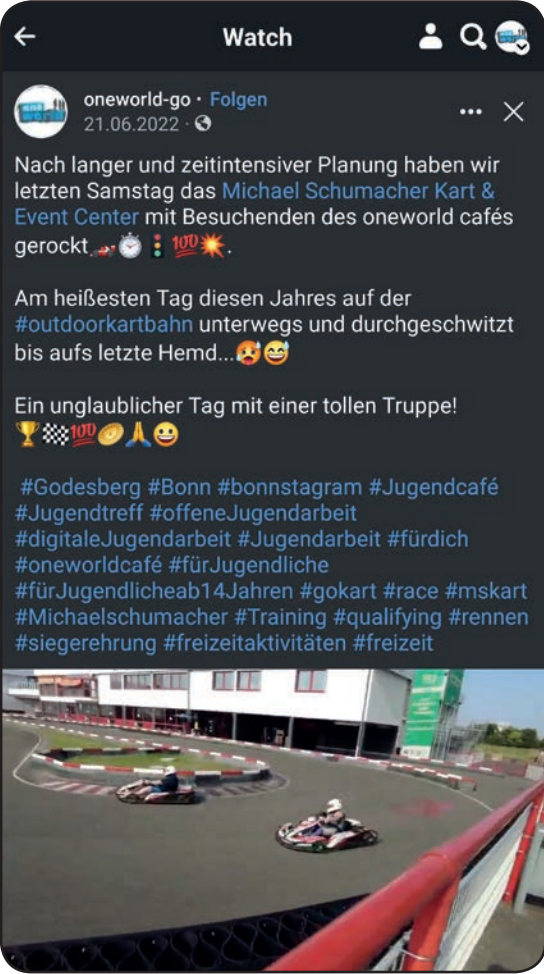 Watch
oneworld-go · Folgen
21.06.2022 ·
Nach langer und zeitintensiver Planung haben wir
letzten Samstag das Michael Schumacher Kart &
Event Center mit Besuchenden des oneworld cafés
gerockt🏎️⏱️🚦💯💥.
Am heißesten Tag diesen Jahres auf der
#outdoorkartbahn unterwegs und durchgeschwitzt
bis aufs letzte Hemd...🥵😅
Ein unglaublicher Tag mit einer tollen Truppe!
🏆🏁💯🪙🙏😀
#Godesberg #Bonn #bonnstagram #Jugendcafé
#Jugendtreff #offeneJugendarbeit
#digitaleJugendarbeit #Jugendarbeit #fürdich
#oneworldcafé #fürJugendliche
#fürJugendlicheab14Jahren #gokart #race #mskart
#Michaelschumacher #Training #qualifying #rennen
#siegerehrung #freizeitaktivitäten #freizeit